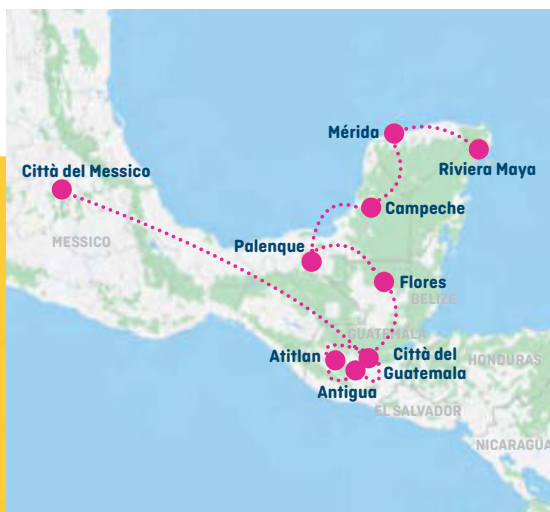 Mérida
Riviera Maya
Città del Messico
Campeche
MESSICO
Palenque
Flores
BELIZE
GUATEMALA
Atitlan
Città del
Guatemala
HONDURAS
Antigua
EL SALVADOR
NICARAGUA